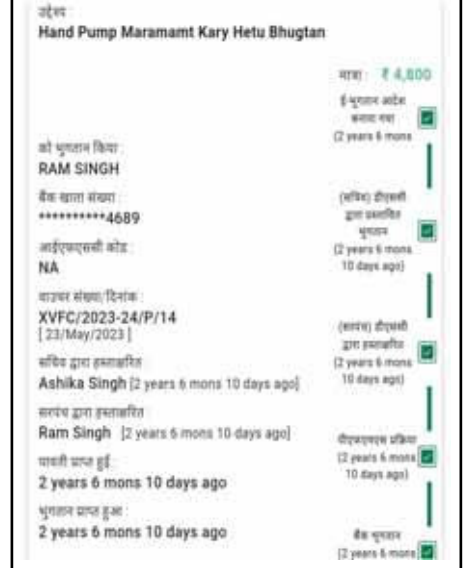 उद्देश्य :
Hand Pump Maramamt Kary Hetu Bhugtan
मात्रा: ₹ 4,800
ई-भुगतान आदेश
बनाया गया
(2 years 6 mons
को भुगतान किया :
RAM SINGH
बैंक खाता संख्या :
**********4689
(सचिव) डीएससी
द्वारा प्रस्तावित
भुगतान
(2 years 6 mons
10 days ago)
आईएफएससी कोड :
NA
वाउचर संख्या/दिनांक :
XVFC/2023-24/P/14
[ 23/May/2023 ]
(सरपंच) डीएससी
द्वारा हस्ताक्षरित
(2 years 6 mons
10 days ago)
सचिव द्वारा हस्ताक्षरित
Ashika Singh [2 years 6 mons 10 days ago]
सरपंच द्वारा हस्ताक्षरित
Ram Singh [2 years 6 mons 10 days ago]
पीएफएमएस प्रक्रिया
(2 years 6 mons
10 days ago)
पावती प्राप्त हुई :
2 years 6 mons 10 days ago
भुगतान प्राप्त हुआ :
2 years 6 mons 10 days ago
बैंक भुगतान
(2 years 6 mons